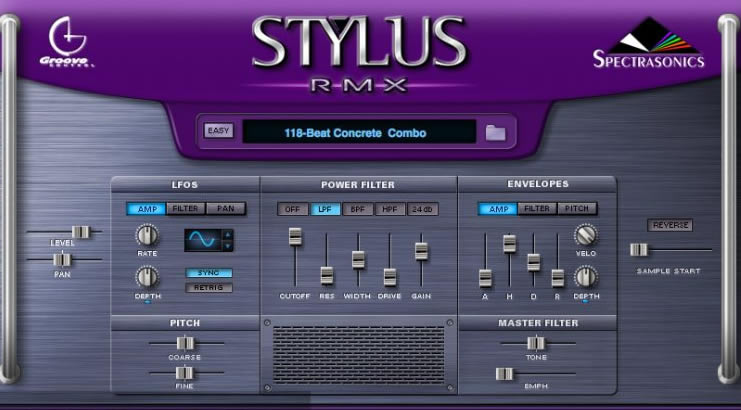 Groove
CONTROL
STYLUS
R·M·X
SPECTRASONICS
EASY
118-Beat Concrete Combo
LFOS
AMP FILTER PAN
RATE
SYNC
RETRIG
DEPTH
POWER FILTER
OFF LPF BPF HPF 24 db
CUTOFF RES WIDTH DRIVE GAIN
ENVELOPES
AMP FILTER PITCH
VELO
A H D R DEPTH
LEVEL
PAN
REVERSE
SAMPLE START
PITCH
COARSE
FINE
MASTER FILTER
TONE
EMPH